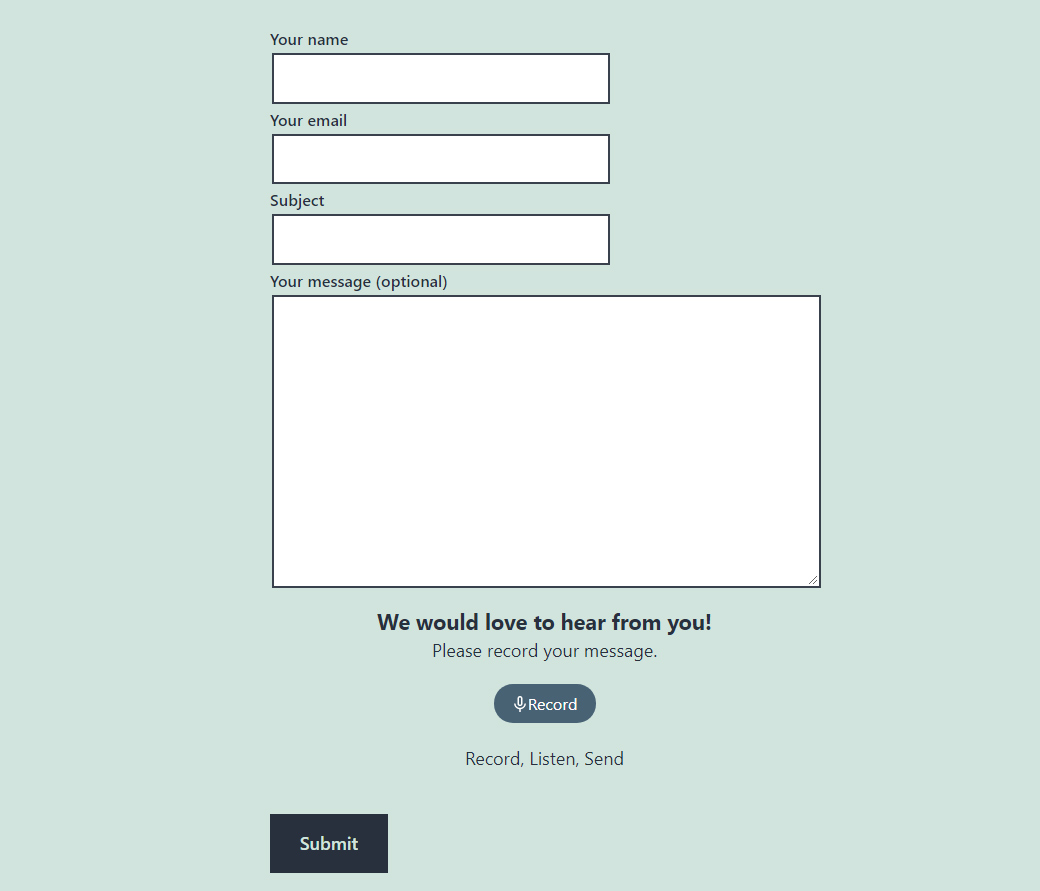 Your name
Your email
Subject
Your message (optional)
We would love to hear from you!
Please record your message.
Record
Record, Listen, Send
Submit